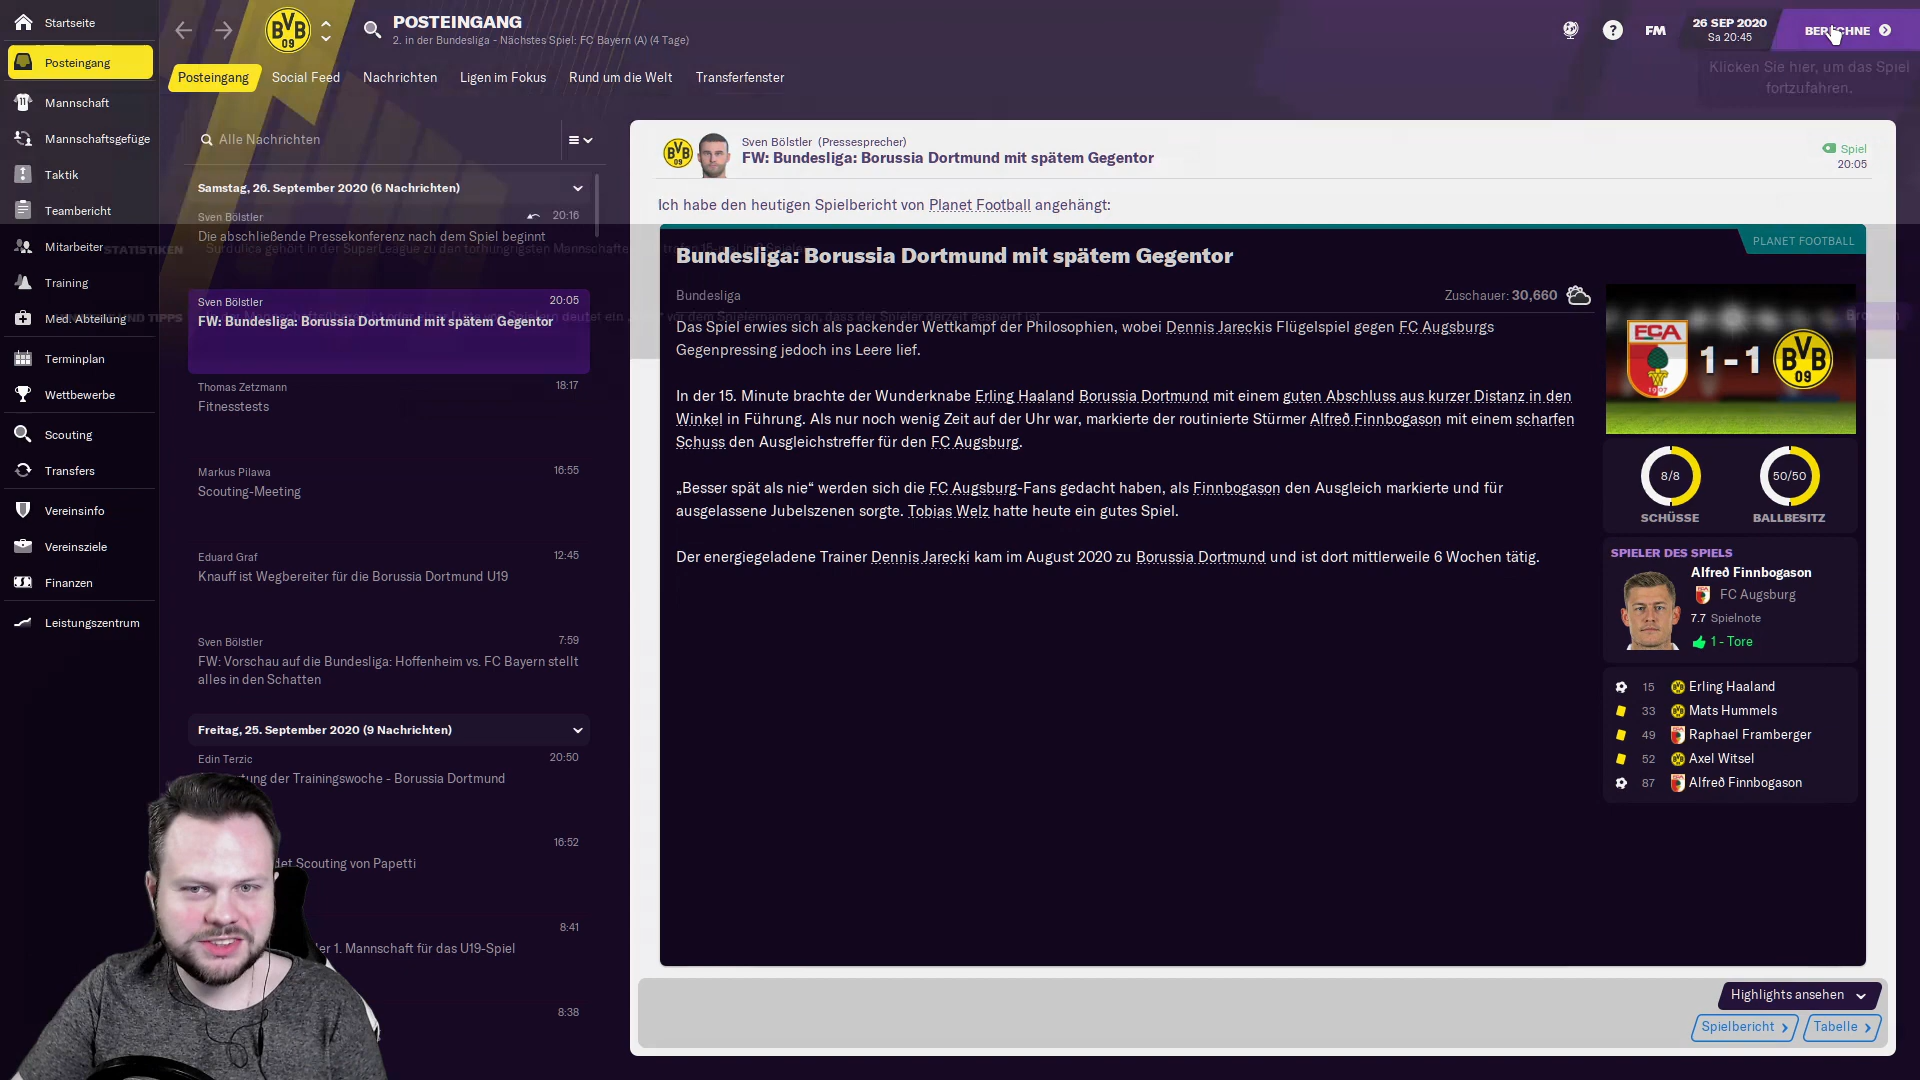 Startseite
Posteingang
Mannschaft
Mannschaftsgefüge
Taktik
Teambericht
Mitarbeiter
Training
Med. Abteilung
Terminplan
Wettbewerbe
Scouting
Transfers
Vereinsinfo
Vereinsziele
Finanzen
Leistungszentrum
BVB
09
POSTEINGANG
2. in der Bundesliga - Nächstes Spiel: FC Bayern (A) (4 Tage)
FM
26 SEP 2020
Sa 20:45
Klicken Sie hier, um das Spiel
fortzufahren.
Posteingang
Social Feed
Nachrichten
Ligen im Fokus
Rund um die Welt
Transferfenster
Alle Nachrichten
Samstag, 26. September 2020 (6 Nachrichten)
Sven Bölstler 20:16
Die abschließende Pressekonferenz nach dem Spiel beginnt
STATISTIKEN
Sven Bölstler 20:05
FW: Bundesliga: Borussia Dortmund mit spätem Gegentor
Thomas Zetzmann 18:17
Fitnesstests
Markus Pilawa 16:55
Scouting-Meeting
Eduard Graf 12:45
Knauff ist Wegbereiter für die Borussia Dortmund U19
Sven Bölstler 7:59
FW: Vorschau auf die Bundesliga: Hoffenheim vs. FC Bayern stellt
alles in den Schatten
Freitag, 25. September 2020 (9 Nachrichten)
Edin Terzic 20:50
der Trainingswoche - Borussia Dortmund
16:52
Scouting von Papetti
8:41
1. Mannschaft für das U19-Spiel
8:38
Sven Bölstler (Pressesprecher)
FW: Bundesliga: Borussia Dortmund mit spätem Gegentor
Spiel
20:05
Ich habe den heutigen Spielbericht von Planet Football angehängt:
PLANET FOOTBALL
Bundesliga: Borussia Dortmund mit spätem Gegentor
Bundesliga
Zuschauer: 30,660
Das Spiel erwies sich als packender Wettkampf der Philosophien, wobei Dennis Jareckis Flügelspiel gegen FC Augsburgs
Gegenpressing jedoch ins Leere lief.
In der 15. Minute brachte der Wunderknabe Erling Haaland Borussia Dortmund mit einem guten Abschluss aus kurzer Distanz in den
Winkel in Führung. Als nur noch wenig Zeit auf der Uhr war, markierte der routinierte Stürmer Alfreð Finnbogason mit einem scharfen
Schuss den Ausgleichstreffer für den FC Augsburg.
„Besser spät als nie“ werden sich die FC Augsburg-Fans gedacht haben, als Finnbogason den Ausgleich markierte und für
ausgelassene Jubelszenen sorgte. Tobias Welz hatte heute ein gutes Spiel.
Der energiegeladene Trainer Dennis Jarecki kam im August 2020 zu Borussia Dortmund und ist dort mittlerweile 6 Wochen tätig.
FCA
1907
1 - 1
BVB
09
8/8
50/50
SCHÜSSE
BALLBESITZ
SPIELER DES SPIELS
Alfreð Finnbogason
FC Augsburg
7.7 Spielnote
1 - Tore
15 Erling Haaland
33 Mats Hummels
49 Raphael Framberger
52 Axel Witsel
87 Alfreð Finnbogason
Highlights ansehen
Spielbericht
Tabelle